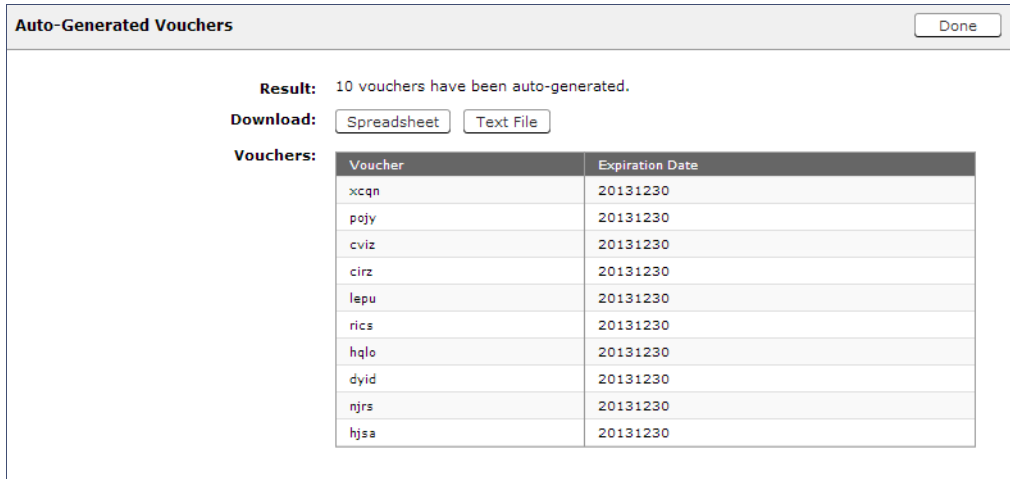 Auto-Generated Vouchers Done
Result: 10 vouchers have been auto-generated.
Download: Spreadsheet Text File
Vouchers: Voucher Expiration Date
xcqn 20131230
pojy 20131230
cviz 20131230
cirz 20131230
lepu 20131230
rics 20131230
hqlo 20131230
dyid 20131230
njrs 20131230
hjsa 20131230